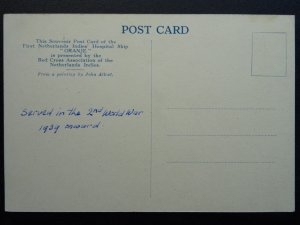 POST CARD
This Souvenir Post Card of the
First Netherlands Indies' Hospital Ship
"ORANJE"
is presented by the
Red Cross Association of the
Netherlands Indies.
From a painting by John Allcot.
Served in the 2nd World War
1939 onward